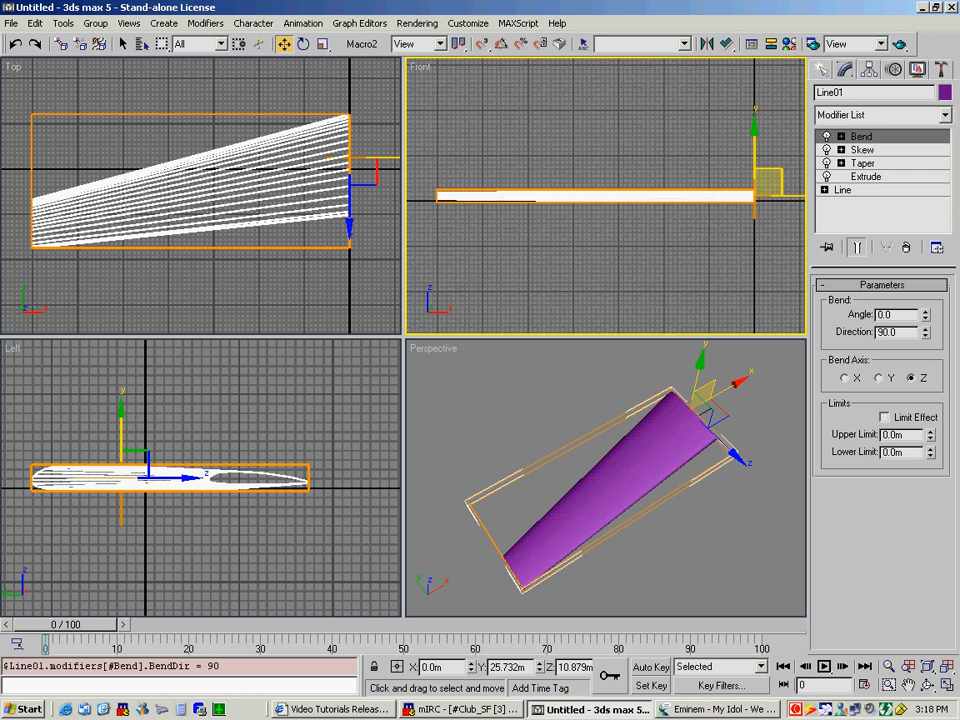 Untitled - 3ds max 5 - Stand-alone License
File Edit Tools Group Views Create Modifiers Character Animation Graph Editors Rendering Customize MAXScript Help
All Macro2 View View
Top
Front
Left
Perspective
Line01
Modifier List
Bend
Skew
Taper
Extrude
Line
- Parameters
Bend:
Angle: 0.0
Direction: 90.0
Bend Axis:
X Y Z
Limits
Limit Effect
Upper Limit: 0.0m
Lower Limit: 0.0m
y
z
x
y
z
y
x
z
0 / 100
0 10 20 30 40 50 60 70 80 90 100
$Line01.modifiers[#Bend].BendDir = 90
X: 0.0m Y: 25.732m Z: 10.879m
Auto Key Selected
Click and drag to select and move Add Time Tag
Set Key Key Filters...
0
Start
Video Tutorials Releas...
mIRC - [#Club_SF [3] ...
Untitled - 3ds max 5...
Eminem - My Idol - We ...
3:18 PM